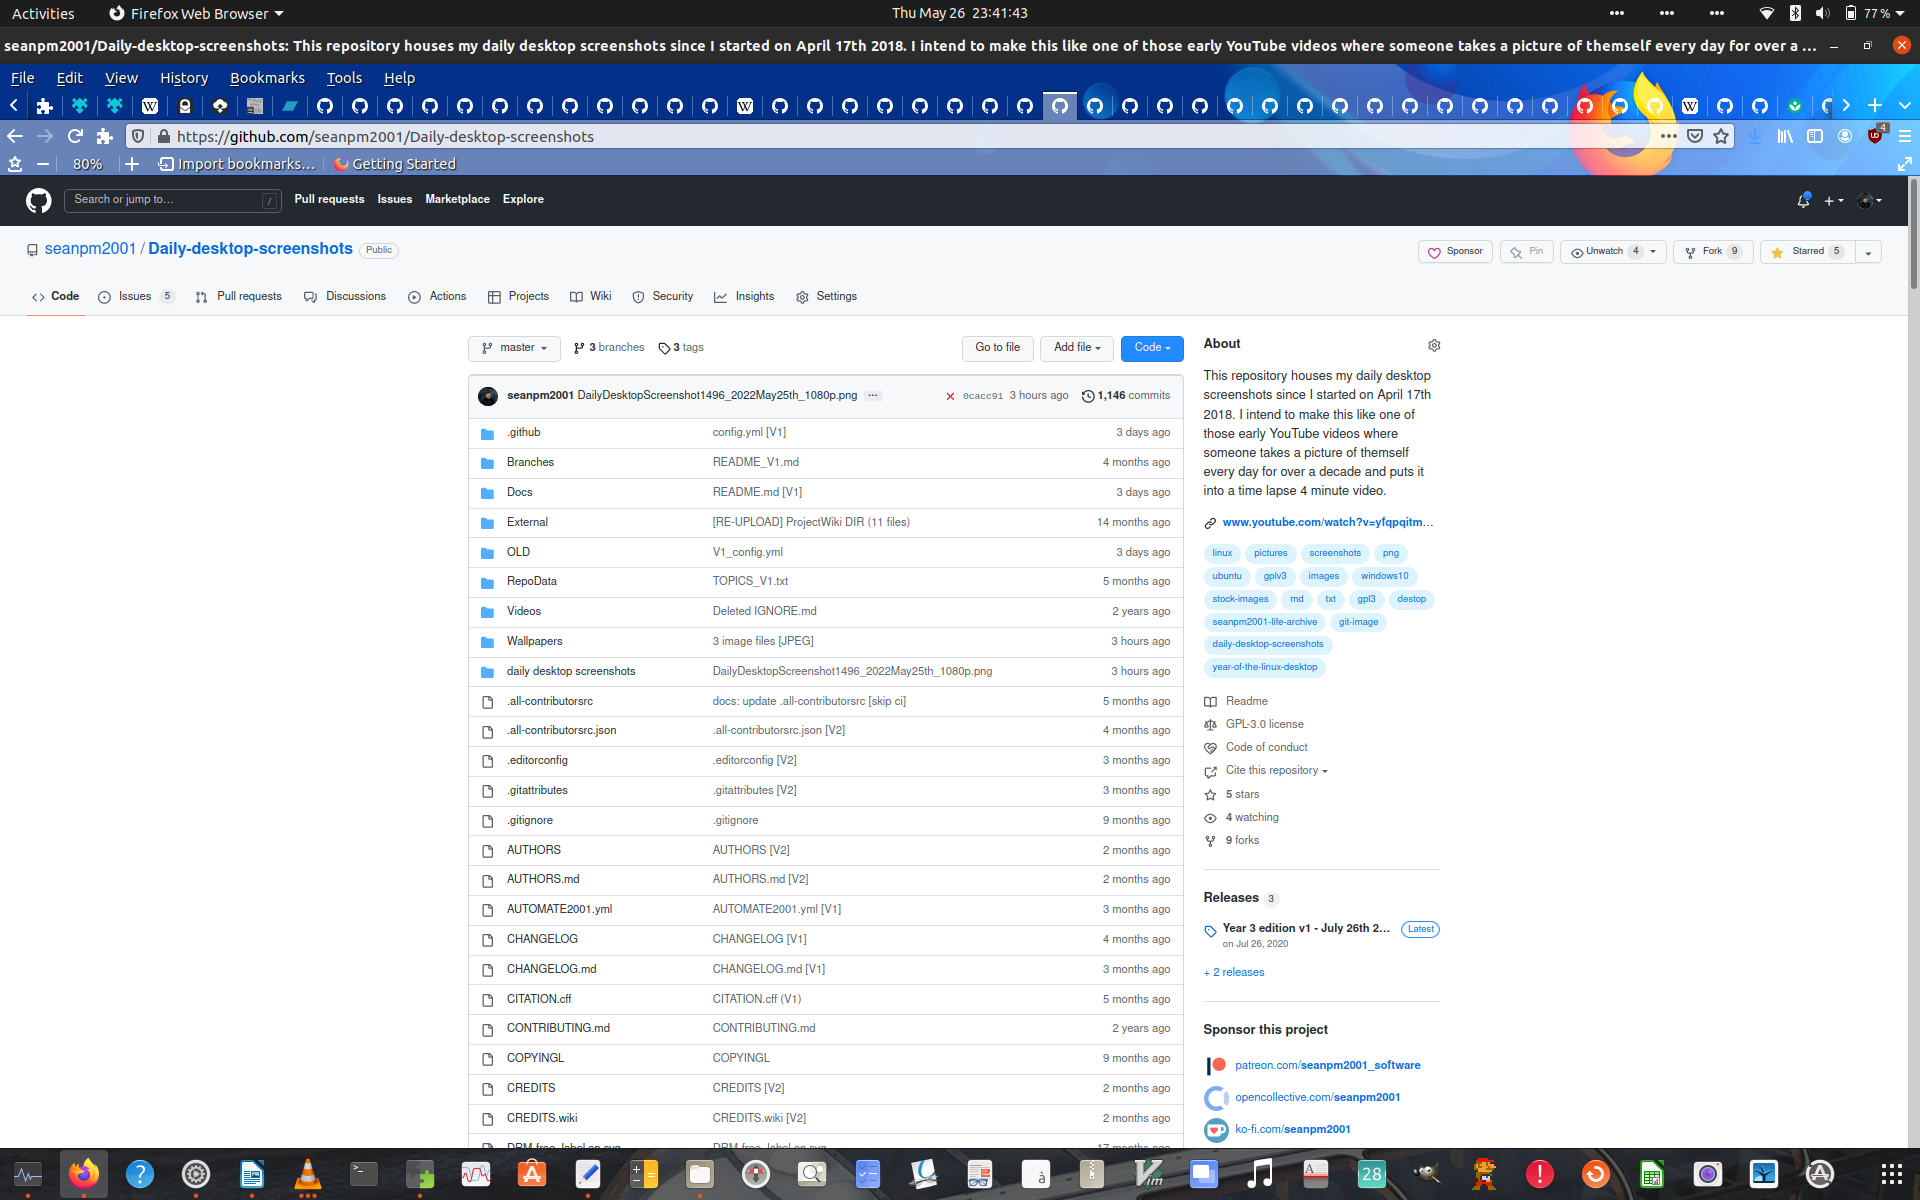 Activities Firefox Web Browser Thu May 26 23:41:43 77 %
seanpm2001/Daily-desktop-screenshots: This repository houses my daily desktop screenshots since I started on April 17th 2018. I intend to make this like one of those early YouTube videos where someone takes a picture of themself every day for over a ...
File Edit View History Bookmarks Tools Help
https://github.com/seanpm2001/Daily-desktop-screenshots 4
80% Import bookmarks... Getting Started
Search or jump to... / Pull requests Issues Marketplace Explore
seanpm2001 / Daily-desktop-screenshots Public Sponsor Pin Unwatch 4 Fork 9 Starred 5
Code Issues 5 Pull requests Discussions Actions Projects Wiki Security Insights Settings
master 3 branches 3 tags Go to file Add file Code
seanpm2001 DailyDesktopScreenshot1496_2022May25th_1080p.png ... 0cacc91 3 hours ago 1,146 commits
.github config.yml [V1] 3 days ago
Branches README_V1.md 4 months ago
Docs README.md [V1] 3 days ago
External [RE-UPLOAD] ProjectWiki DIR (11 files) 14 months ago
OLD V1_config.yml 3 days ago
RepoData TOPICS_V1.txt 5 months ago
Videos Deleted IGNORE.md 2 years ago
Wallpapers 3 image files [JPEG] 3 hours ago
daily desktop screenshots DailyDesktopScreenshot1496_2022May25th_1080p.png 3 hours ago
.all-contributorsrc docs: update .all-contributorsrc [skip ci] 5 months ago
.all-contributorsrc.json .all-contributorsrc.json [V2] 4 months ago
.editorconfig .editorconfig [V2] 3 months ago
.gitattributes .gitattributes [V2] 3 months ago
.gitignore .gitignore 9 months ago
AUTHORS AUTHORS [V2] 2 months ago
AUTHORS.md AUTHORS.md [V2] 2 months ago
AUTOMATE2001.yml AUTOMATE2001.yml [V1] 3 months ago
CHANGELOG CHANGELOG [V1] 4 months ago
CHANGELOG.md CHANGELOG.md [V1] 3 months ago
CITATION.cff CITATION.cff (V1) 5 months ago
CONTRIBUTING.md CONTRIBUTING.md 2 years ago
COPYINGL COPYINGL 9 months ago
CREDITS CREDITS [V2] 2 months ago
CREDITS.wiki CREDITS.wiki [V2] 2 months ago
DRM-free_label.en.svg DRM-free_label.en.svg 17 months ago
About
This repository houses my daily desktop
screenshots since I started on April 17th
2018. I intend to make this like one of
those early YouTube videos where
someone takes a picture of themself
every day for over a decade and puts it
into a time lapse 4 minute video.
www.youtube.com/watch?v=yfqpqitm...
linux pictures screenshots png
ubuntu gplv3 images windows10
stock-images md txt gpl3 destop
seanpm2001-life-archive git-image
daily-desktop-screenshots
year-of-the-linux-desktop
Readme
GPL-3.0 license
Code of conduct
Cite this repository
5 stars
4 watching
9 forks
Releases 3
Year 3 edition v1 - July 26th 2... Latest
on Jul 26, 2020
+ 2 releases
Sponsor this project
patreon.com/seanpm2001_software
opencollective.com/seanpm2001
ko-fi.com/seanpm2001
28